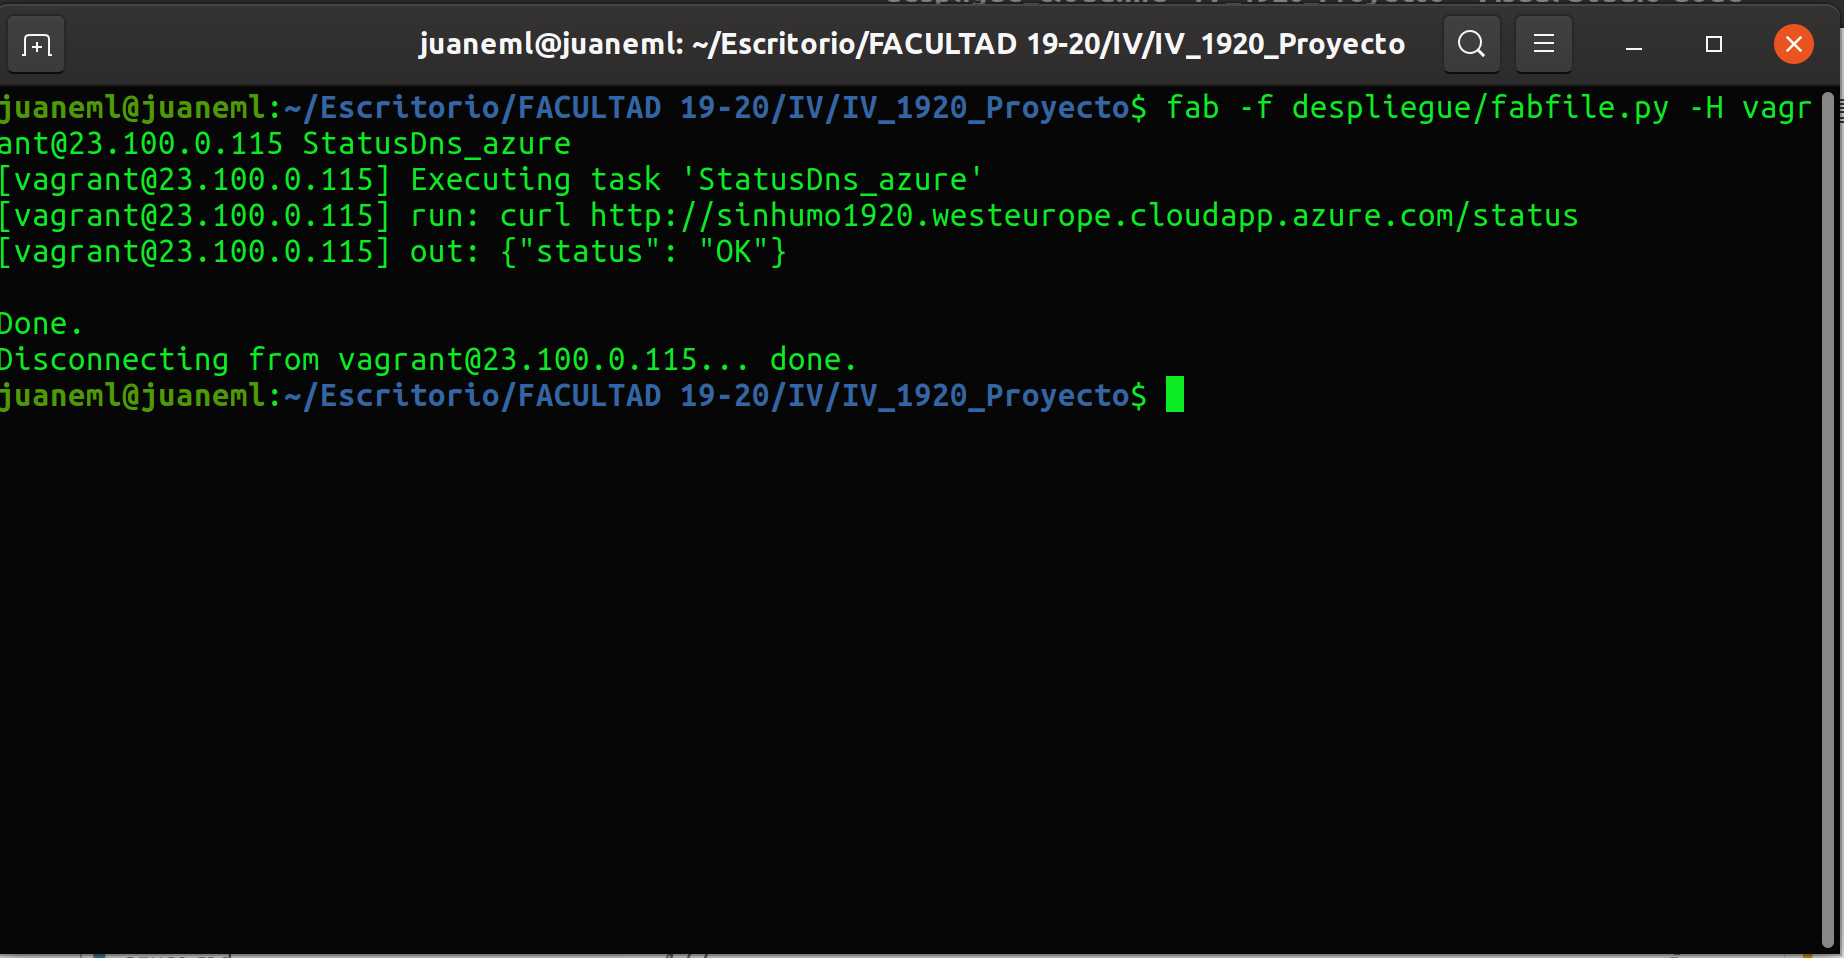 juaneml@juaneml: ~/Escritorio/FACULTAD 19-20/IV/IV_1920_Proyecto
juaneml@juaneml:~/Escritorio/FACULTAD 19-20/IV/IV_1920_Proyecto$ fab -f despliegue/fabfile.py -H vagr
ant@23.100.0.115 StatusDns_azure
[vagrant@23.100.0.115] Executing task 'StatusDns_azure'
[vagrant@23.100.0.115] run: curl http://sinhumo1920.westeurope.cloudapp.azure.com/status
[vagrant@23.100.0.115] out: {"status": "OK"}
Done.
Disconnecting from vagrant@23.100.0.115... done.
juaneml@juaneml:~/Escritorio/FACULTAD 19-20/IV/IV_1920_Proyecto$